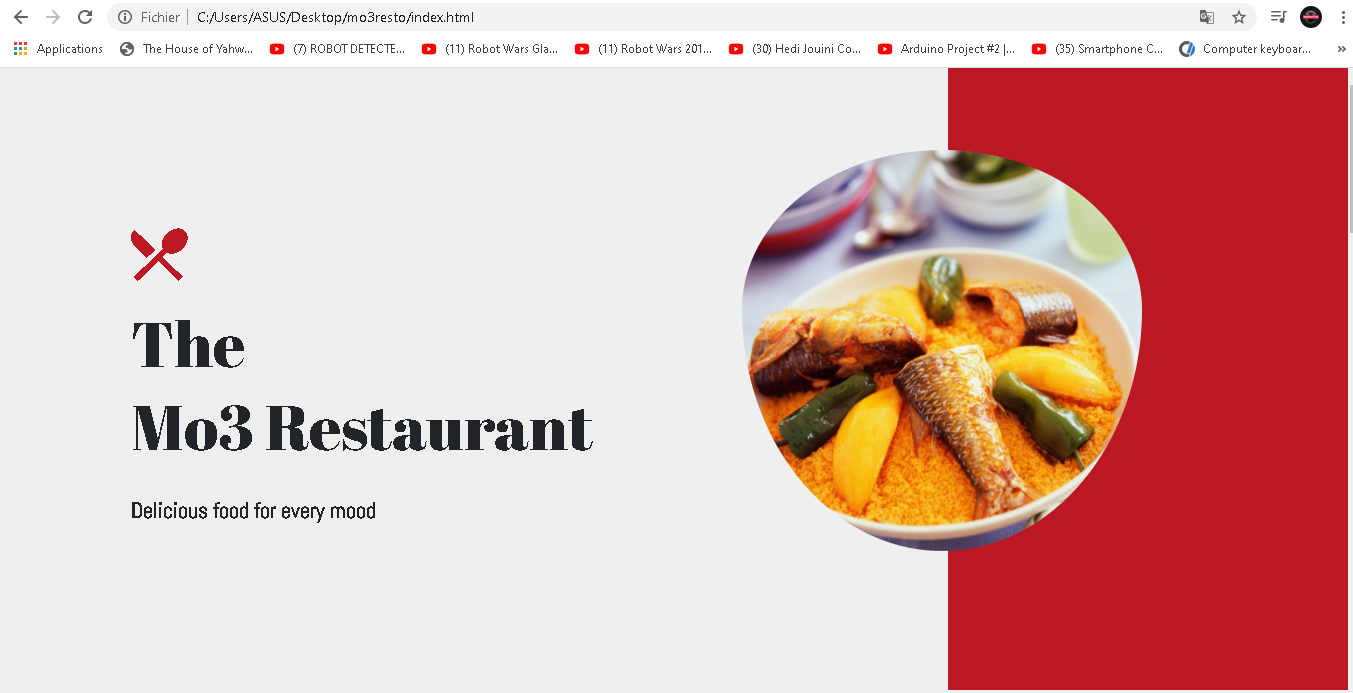 Fichier C:/Users/ASUS/Desktop/mo3resto/index.html
Applications The House of Yahw... (7) ROBOT DETECTE... (11) Robot Wars Gla... (11) Robot Wars 201... (30) Hedi Jouini Co... Arduino Project #2 |... (35) Smartphone C... Computer keyboar... »
The
Mo3 Restaurant
Delicious food for every mood